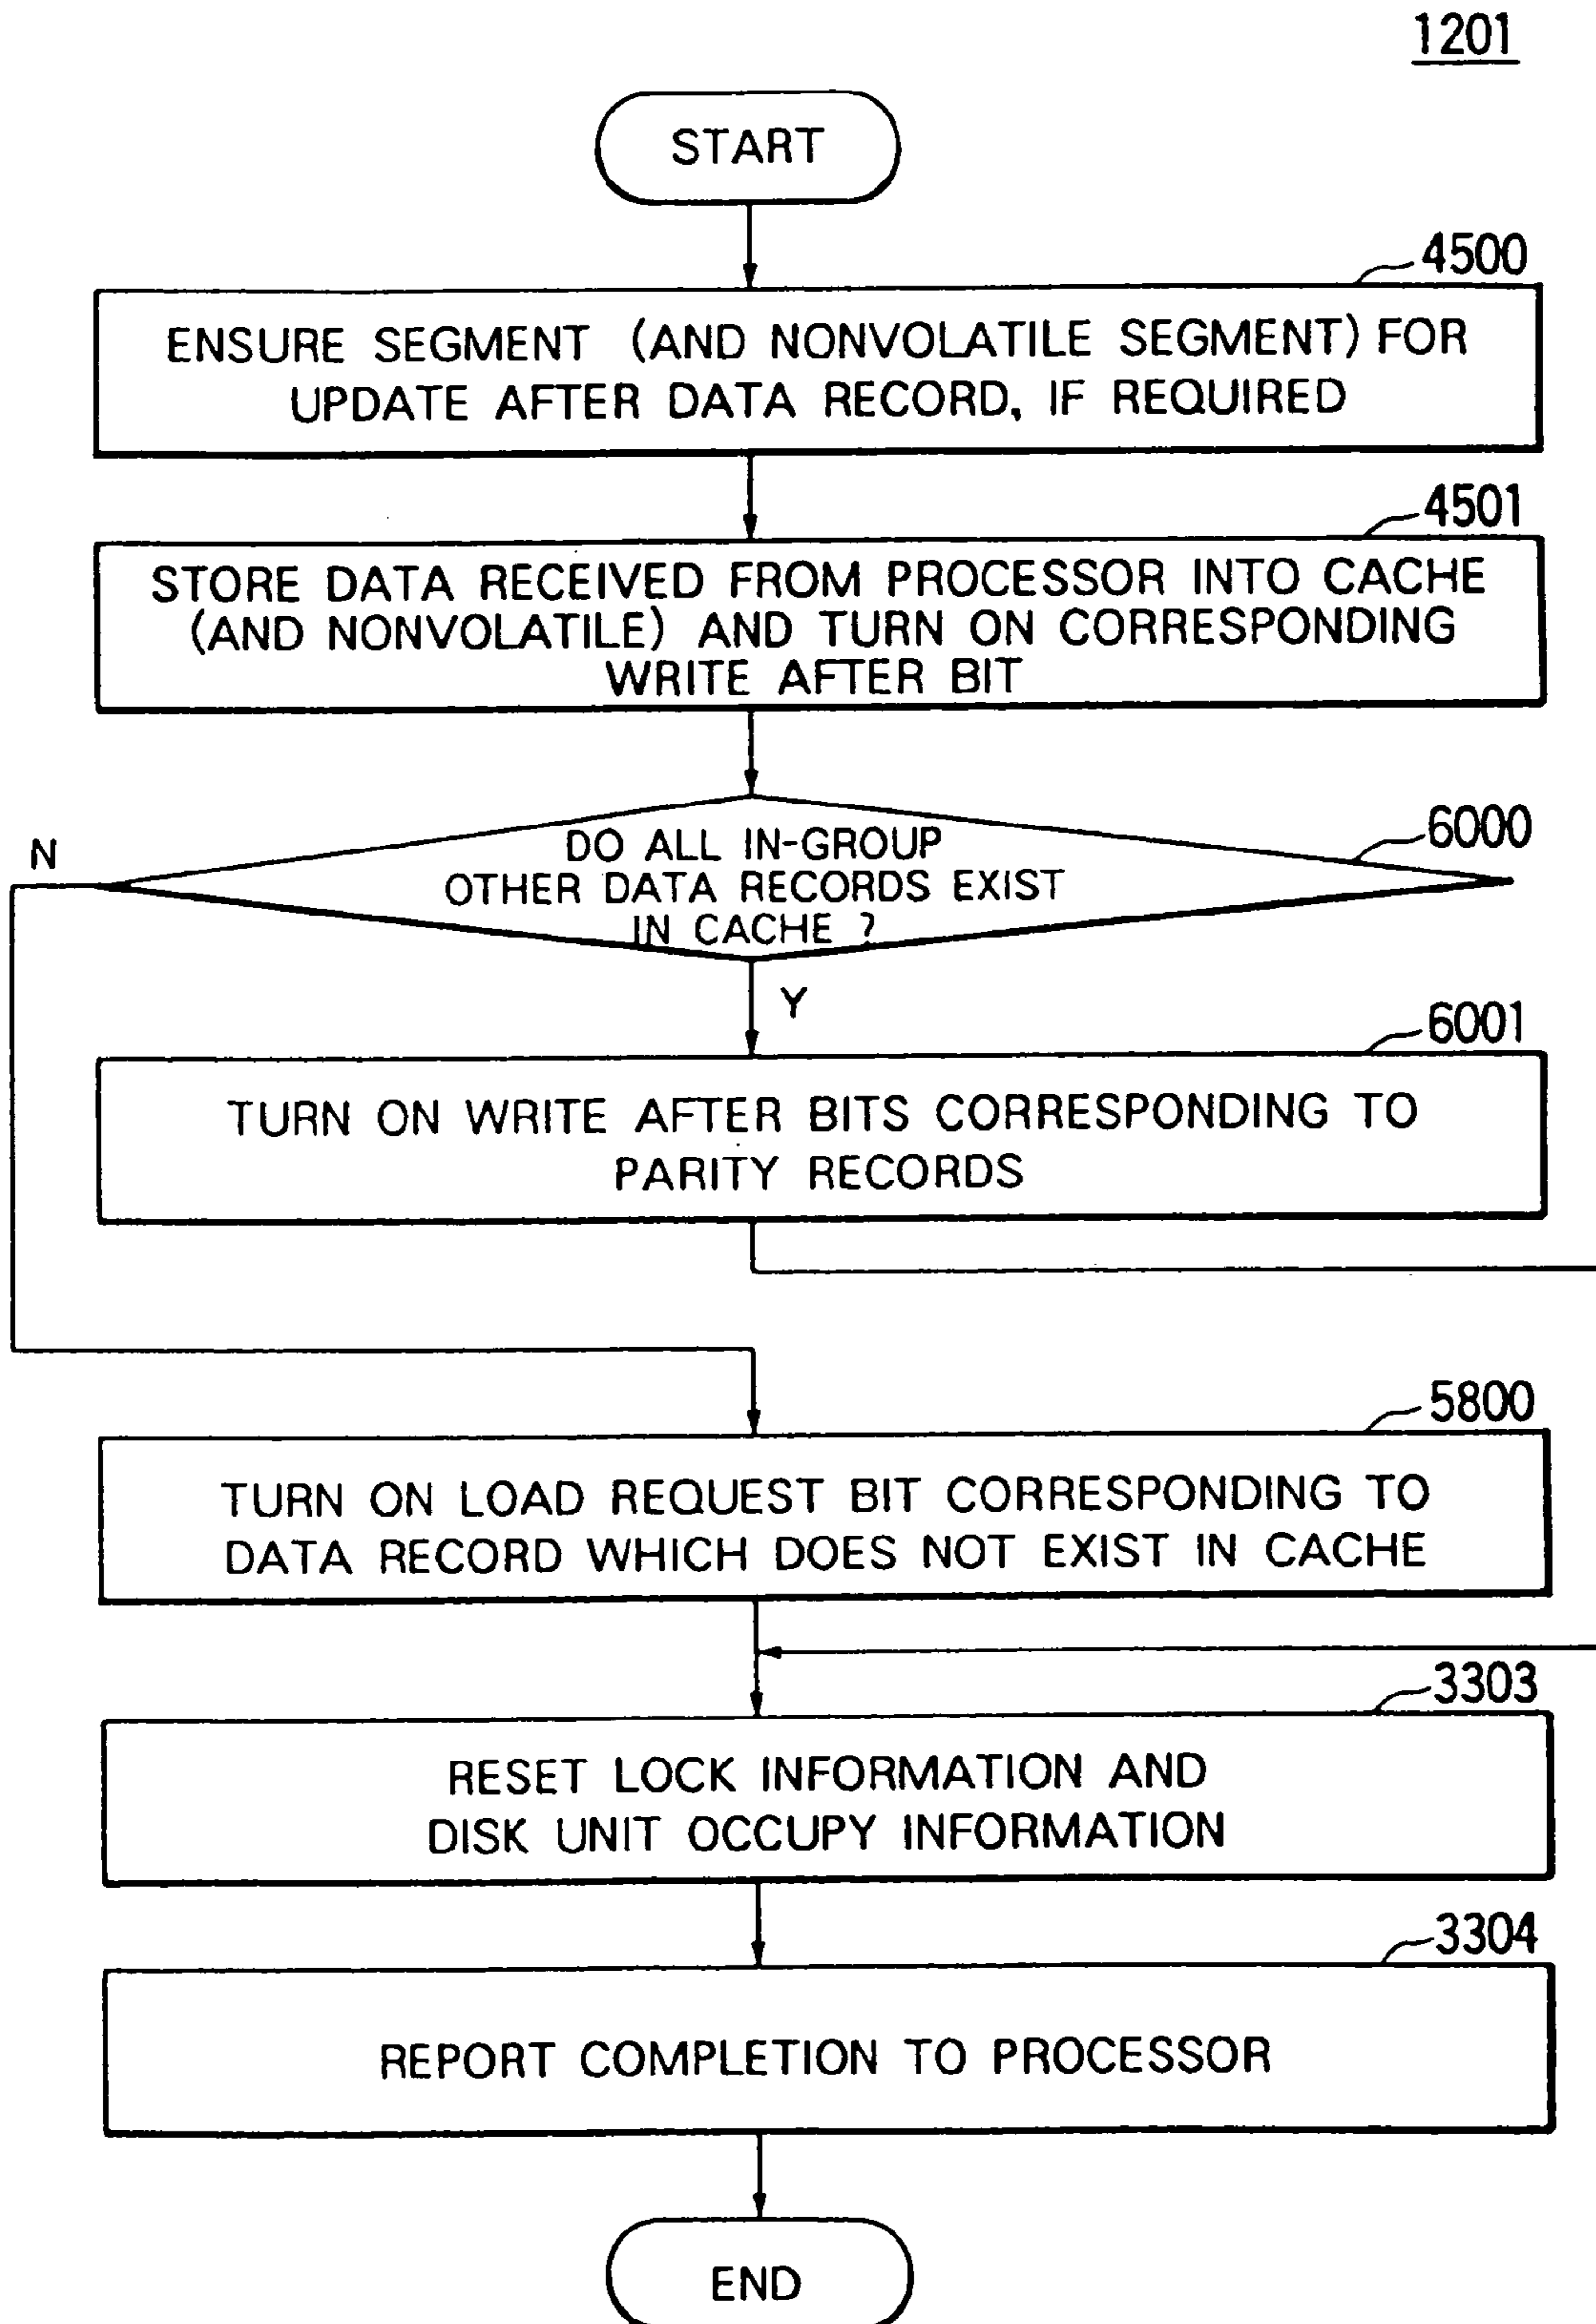 1201
START
4500
ENSURE SEGMENT (AND NONVOLATILE SEGMENT) FOR
UPDATE AFTER DATA RECORD, IF REQUIRED
4501
STORE DATA RECEIVED FROM PROCESSOR INTO CACHE
(AND NONVOLATILE) AND TURN ON CORRESPONDING
WRITE AFTER BIT
6000
N
DO ALL IN-GROUP
OTHER DATA RECORDS EXIST
IN CACHE ?
Y
6001
TURN ON WRITE AFTER BITS CORRESPONDING TO
PARITY RECORDS
5800
TURN ON LOAD REQUEST BIT CORRESPONDING TO
DATA RECORD WHICH DOES NOT EXIST IN CACHE
3303
RESET LOCK INFORMATION AND
DISK UNIT OCCUPY INFORMATION
3304
REPORT COMPLETION TO PROCESSOR
END